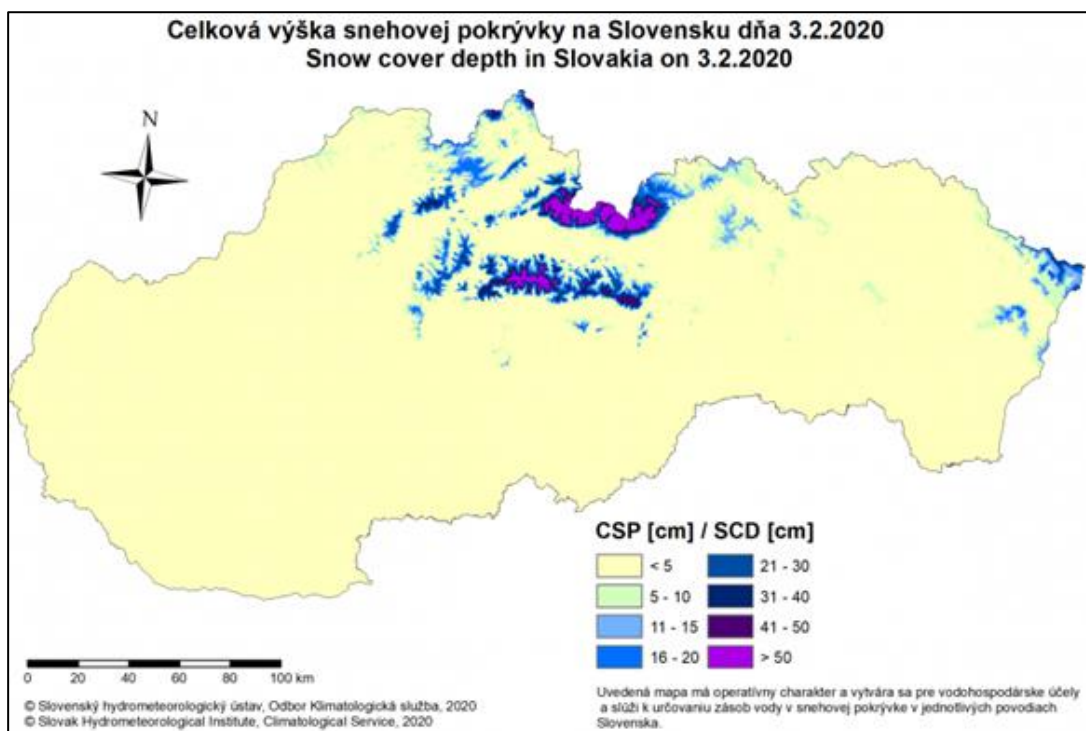 Celková výška snehovej pokrývky na Slovensku dňa 3.2.2020
Snow cover depth in Slovakia on 3.2.2020
N
CSP [cm] / SCD [cm]
< 5
5 - 10
11 - 15
16 - 20
21 - 30
31 - 40
41 - 50
> 50
0 20 40 60 80 100 km
© Slovenský hydrometeorologický ústav, Odbor Klimatologická služba, 2020
© Slovak Hydrometeorological Institute, Climatological Service, 2020
Uvedená mapa má operatívny charakter a vytvára sa pre vodohospodárske účely
a slúži k určovaniu zásob vody v snehovej pokrývke v jednotlivých povodiach
Slovenska.